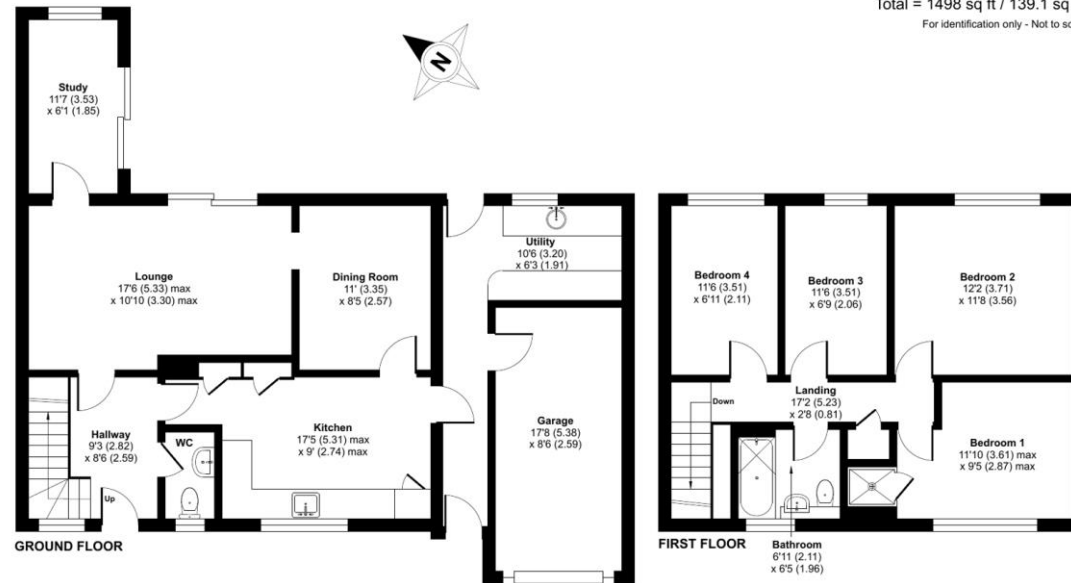 Total = 1498 sq ft / 139.1 sq
For identification only - Not to sc
N
Study
11'7 (3.53)
x 6'1 (1.85)
Lounge
17'6 (5.33) max
x 10'10 (3.30) max
Dining Room
11' (3.35)
x 8'5 (2.57)
Utility
10'6 (3.20)
x 6'3 (1.91)
Hallway
9'3 (2.82)
x 8'6 (2.59)
Up
WC
Kitchen
17'5 (5.31) max
x 9' (2.74) max
Garage
17'8 (5.38)
x 8'6 (2.59)
GROUND FLOOR
Bedroom 4
11'6 (3.51)
x 6'11 (2.11)
Bedroom 3
11'6 (3.51)
x 6'9 (2.06)
Bedroom 2
12'2 (3.71)
x 11'8 (3.56)
Down
Landing
17'2 (5.23)
x 2'8 (0.81)
Bedroom 1
11'10 (3.61) max
x 9'5 (2.87) max
Bathroom
6'11 (2.11)
x 6'5 (1.96)
FIRST FLOOR